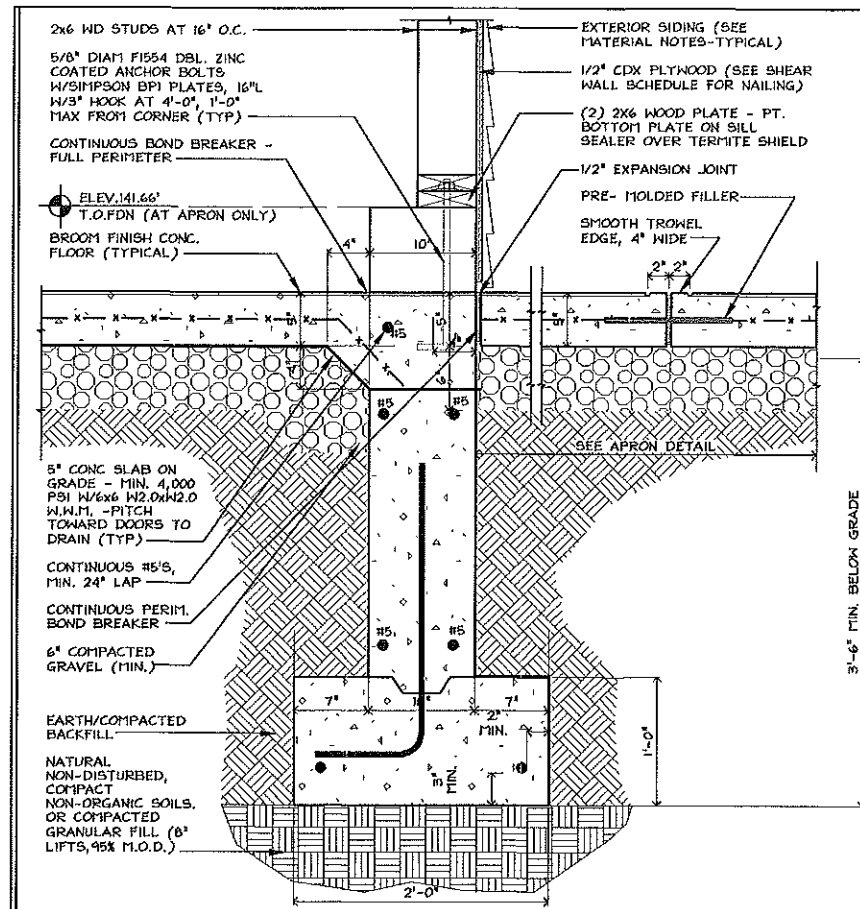 2x6 WD STUDS AT 16" O.C.
5/8" DIAM F1554 DBL. ZINC
COATED ANCHOR BOLTS
W/SIMPSON BP1 PLATES, 16"L
W/3" HOOK AT 4'-0", 1'-0"
MAX FROM CORNER (TYP)
CONTINUOUS BOND BREAKER -
FULL PERIMETER
ELEV.141.66'
T.O.FDN (AT APRON ONLY)
BROOM FINISH CONC.
FLOOR (TYPICAL)
EXTERIOR SIDING (SEE
MATERIAL NOTES-TYPICAL)
1/2" CDX PLYWOOD (SEE SHEAR
WALL SCHEDULE FOR NAILING)
(2) 2X6 WOOD PLATE - PT.
BOTTOM PLATE ON SILL
SEALER OVER TERMITE SHIELD
1/2" EXPANSION JOINT
PRE- MOLDED FILLER
SMOOTH TROWEL
EDGE, 4" WIDE
4" 10"
2" 2"
5"
5"
5"
#5
4"
#5 #5
SEE APRON DETAIL
5" CONC SLAB ON
GRADE - MIN. 4,000
PSI W/6x6 W2.0xW2.0
W.W.M. -PITCH
TOWARD DOORS TO
DRAIN (TYP)
CONTINUOUS #5'S,
MIN. 24" LAP
CONTINUOUS PERIM.
BOND BREAKER
6" COMPACTED
GRAVEL (MIN.)
#5 #5
3'-6" MIN. BELOW GRADE
EARTH/COMPACTED
BACKFILL
NATURAL
NON-DISTURBED,
COMPACT
NON-ORGANIC SOILS.
OR COMPACTED
GRANULAR FILL (8"
LIFTS,95% M.O.D.)
7" 7"
2"
MIN.
3"
MIN.
1'-0"
2'-0"